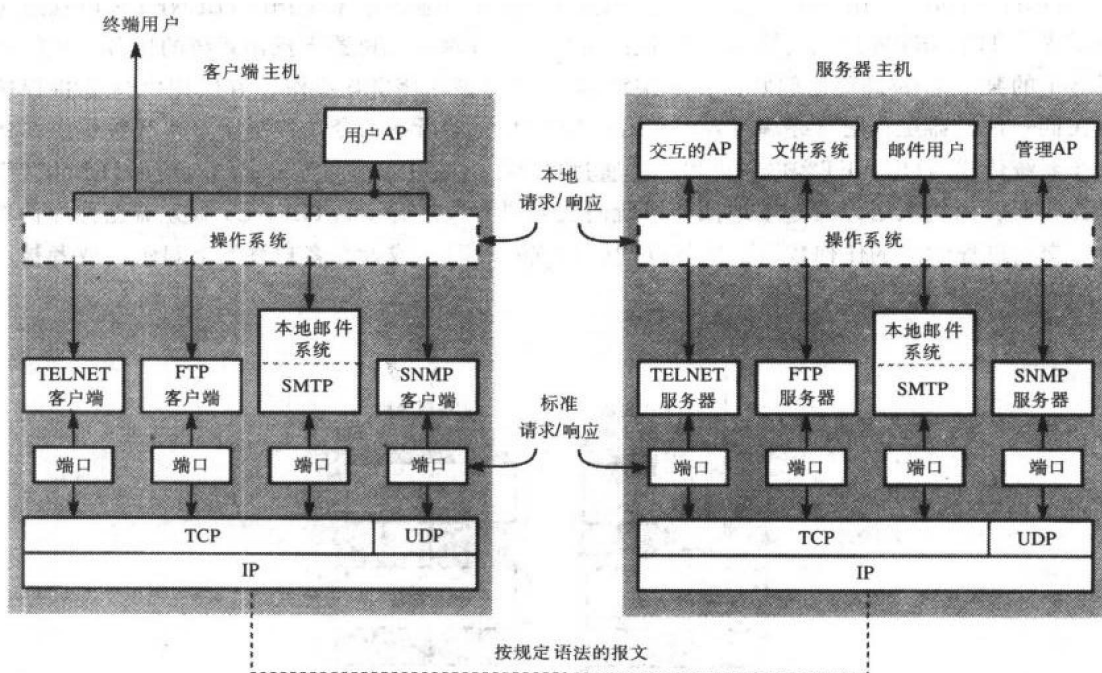 终端用户
客户端主机
服务器主机
用户AP
交互的AP
文件系统
邮件用户
管理AP
本地
请求/响应
操作系统
操作系统
本地邮件
系统
SMTP
TELNET
客户端
FTP
客户端
SNMP
客户端
本地邮件
系统
SMTP
TELNET
服务器
FTP
服务器
SNMP
服务器
标准
请求/响应
端口
端口
端口
端口
端口
端口
端口
端口
TCP
UDP
IP
TCP
UDP
IP
按规定语法的报文